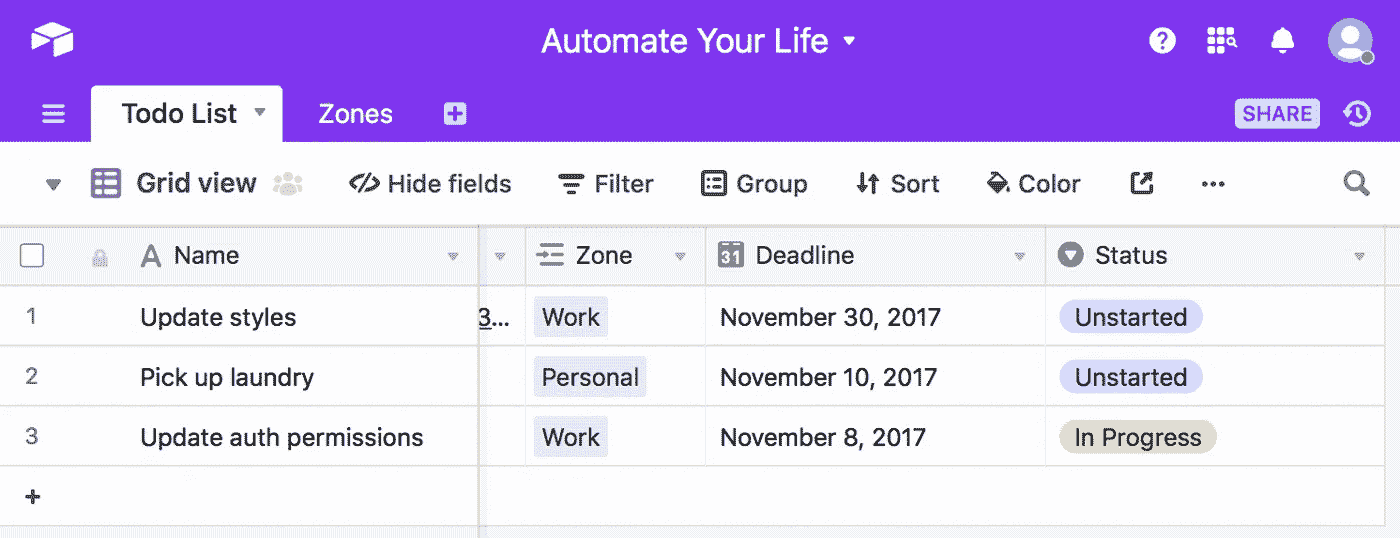 Automate Your Life
Todo List Zones SHARE
Grid view Hide fields Filter Group Sort Color
31
Name Zone Deadline Status
1 Update styles 3... Work November 30, 2017 Unstarted
2 Pick up laundry Personal November 10, 2017 Unstarted
3 Update auth permissions Work November 8, 2017 In Progress